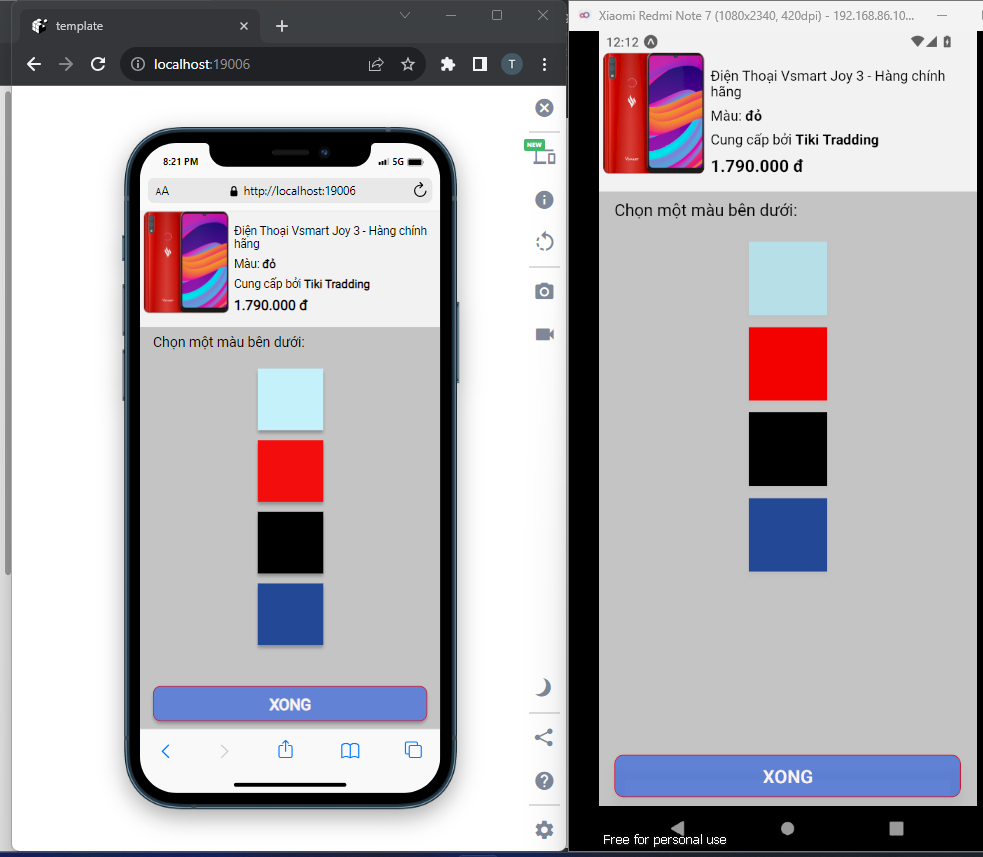 template
localhost:19006
8:21 PM
5G
AA
http://localhost:19006
Điện Thoại Vsmart Joy 3 - Hàng chính
hãng
Màu: đỏ
Cung cấp bởi Tiki Tradding
1.790.000 đ
Chọn một màu bên dưới:
XONG
NEW
T
Xiaomi Redmi Note 7 (1080x2340, 420dpi) - 192.168.86.10...
12:12
Điện Thoại Vsmart Joy 3 - Hàng chính
hãng
Màu: đỏ
Cung cấp bởi Tiki Tradding
1.790.000 đ
Chọn một màu bên dưới:
XONG
Free for personal use